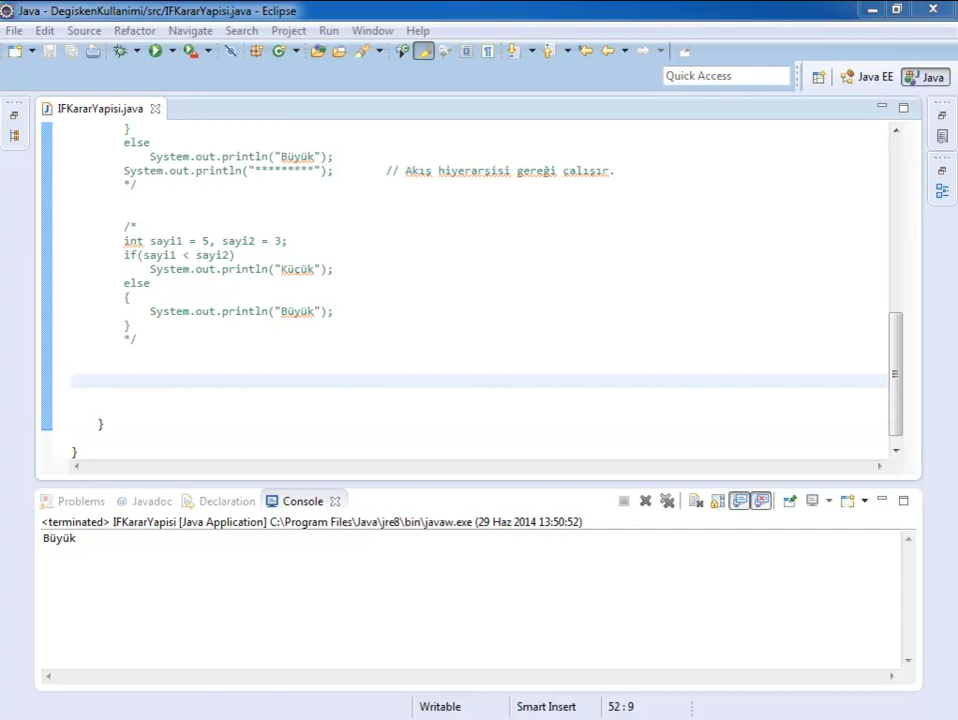 Java - DegiskenKullanimi/src/IFKararYapisi.java - Eclipse
File Edit Source Refactor Navigate Search Project Run Window Help
Quick Access
Java EE
Java
IFKararYapisi.java
}
else
System.out.println("Büyük");
System.out.println("*********"); // Akış hiyerarşisi gereği çalışır.
*/
/*
int sayi1 = 5, sayi2 = 3;
if(sayi1 < sayi2)
System.out.println("Küçük");
else
{
System.out.println("Büyük");
}
*/
}
}
Problems @ Javadoc Declaration Console
<terminated> IFKararYapisi [Java Application] C:\Program Files\Java\jre8\bin\javaw.exe (29 Haz 2014 13:50:52)
Büyük
Writable Smart Insert 52 : 9